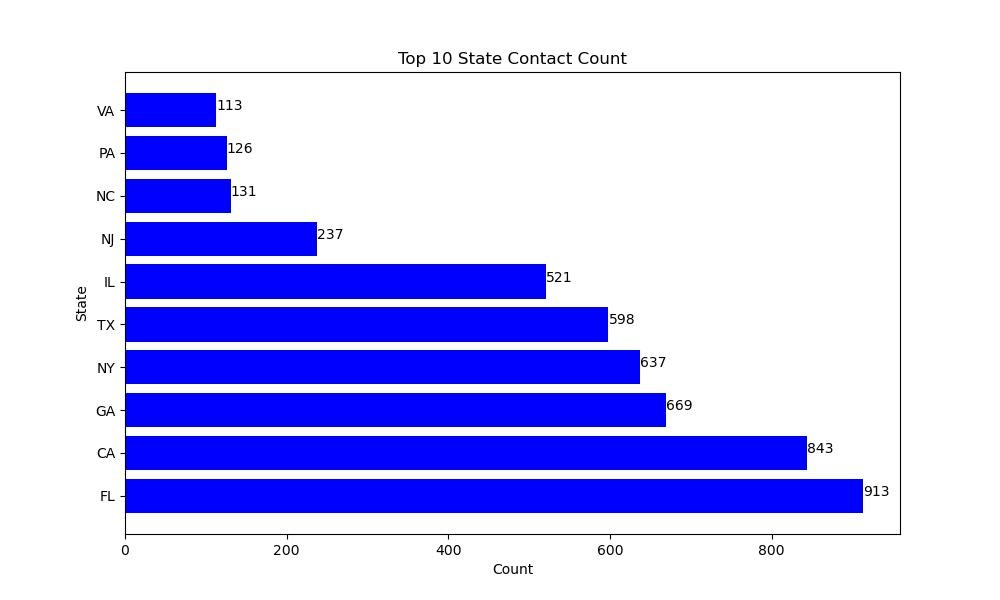 Top 10 State Contact Count
VA 113
PA 126
NC 131
NJ 237
IL 521
TX 598
NY 637
GA 669
CA 843
FL 913
State
0 200 400 600 800
Count